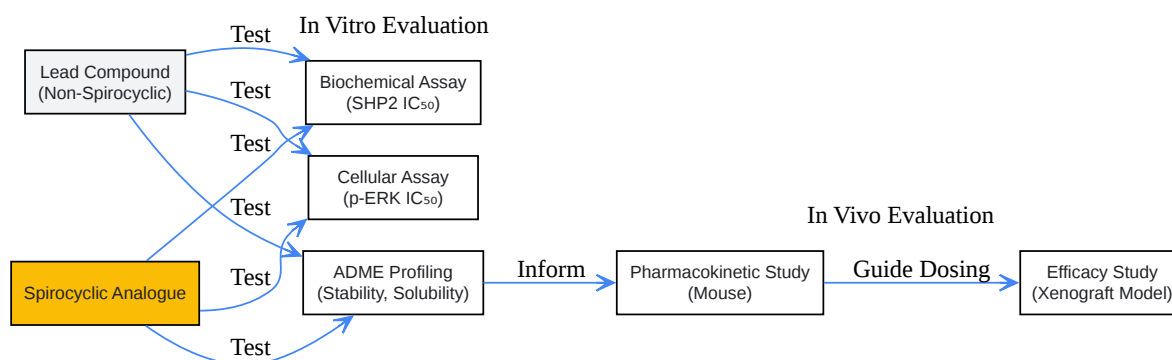 In Vitro Evaluation
Test
Lead Compound
(Non-Spirocyclic)
Biochemical Assay
(SHP2 IC₅₀)
Test
Test
Cellular Assay
(p-ERK IC₅₀)
Test
In Vivo Evaluation
Spirocyclic Analogue
Test
ADME Profiling
(Stability, Solubility)
Inform
Pharmacokinetic Study
(Mouse)
Guide Dosing
Efficacy Study
(Xenograft Model)
Test